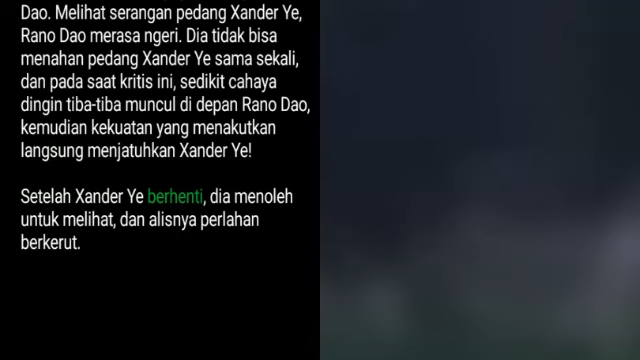 Dao. Melihat serangan pedang Xander Ye,
Rano Dao merasa ngeri. Dia tidak bisa
menahan pedang Xander Ye sama sekali,
dan pada saat kritis ini, sedikit cahaya
dingin tiba-tiba muncul di depan Rano Dao,
kemudian kekuatan yang menakutkan
langsung menjatuhkan Xander Ye!
Setelah Xander Ye berhenti, dia menoleh
untuk melihat, dan alisnya perlahan
berkerut.